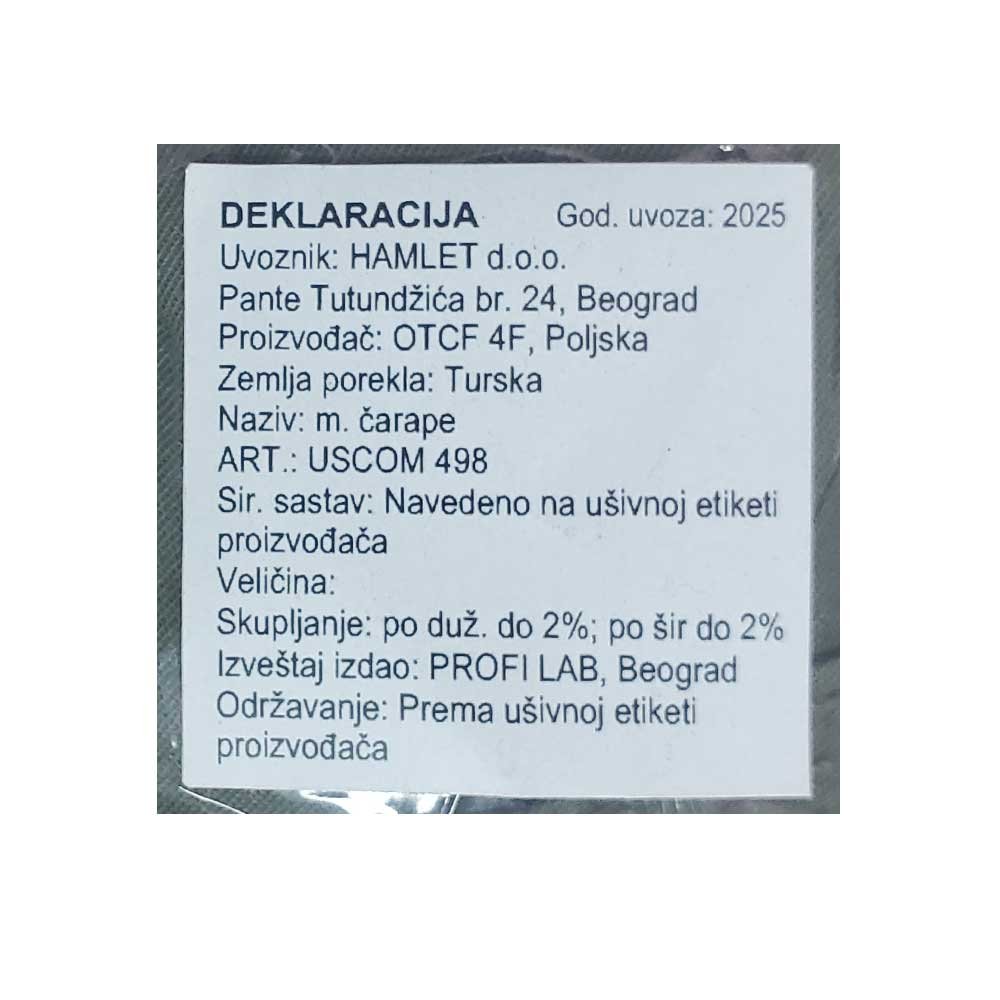 DEKLARACIJA God. uvoza: 2025
Uvoznik: HAMLET d.o.o.
Pante Tutundžića br. 24, Beograd
Proizvođač: OTCF 4F, Poljska
Zemlja porekla: Turska
Naziv: m. čarape
ART.: USCOM 498
Sir. sastav: Navedeno na ušivnoj etiketi
proizvođača
Veličina:
Skupljanje: po duž. do 2%; po šir do 2%
Izveštaj izdao: PROFI LAB, Beograd
Održavanje: Prema ušivnoj etiketi
proizvođača